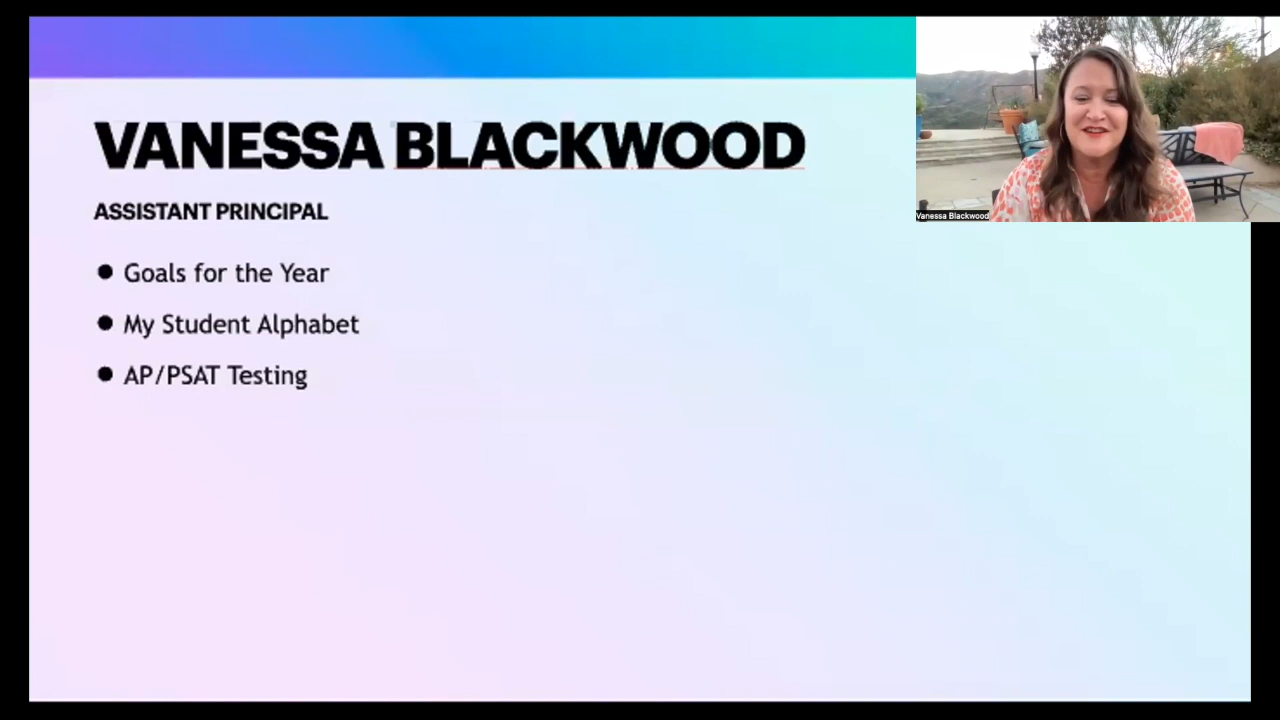 VANESSA BLACKWOOD
ASSISTANT PRINCIPAL
● Goals for the Year
● My Student Alphabet
● AP/PSAT Testing
Vanessa Blackwood